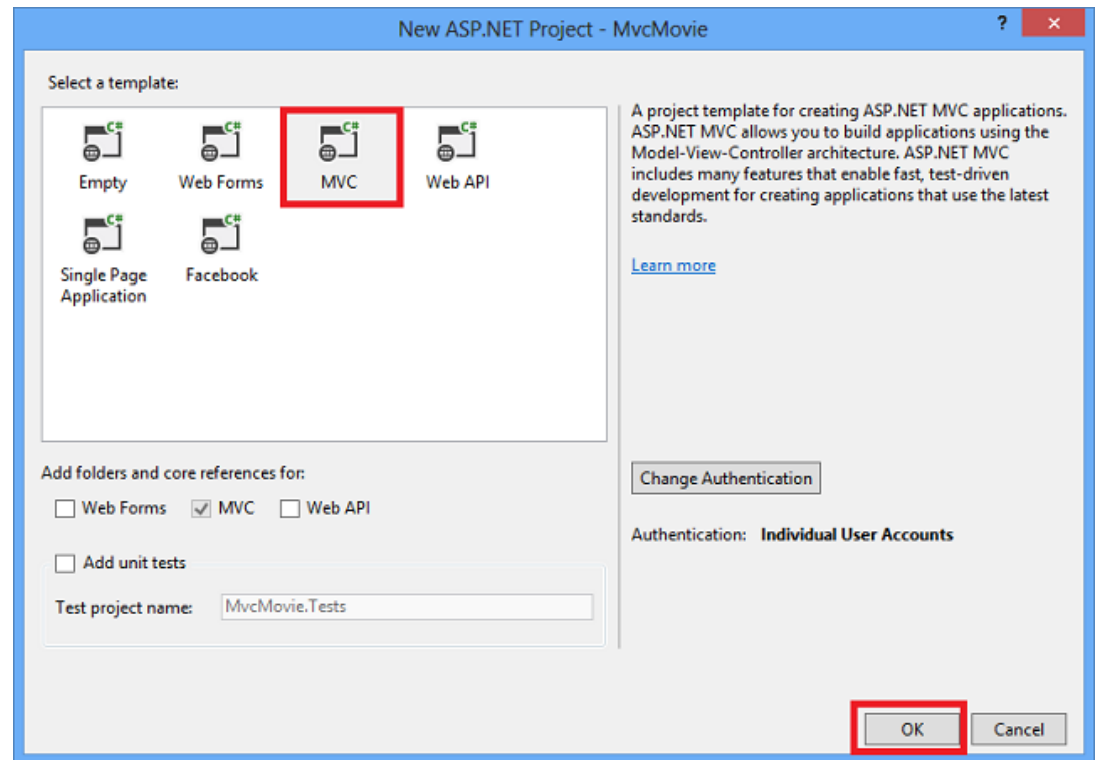 New ASP.NET Project - MvcMovie
?
×
Select a template:
C# C# C# C#
Empty Web Forms MVC Web API
C# C#
Single Page Facebook
Application
A project template for creating ASP.NET MVC applications.
ASP.NET MVC allows you to build applications using the
Model-View-Controller architecture. ASP.NET MVC
includes many features that enable fast, test-driven
development for creating applications that use the latest
standards.
Learn more
Add folders and core references for:
Web Forms MVC Web API
Add unit tests
Test project name: MvcMovie.Tests
Change Authentication
Authentication: Individual User Accounts
OK Cancel